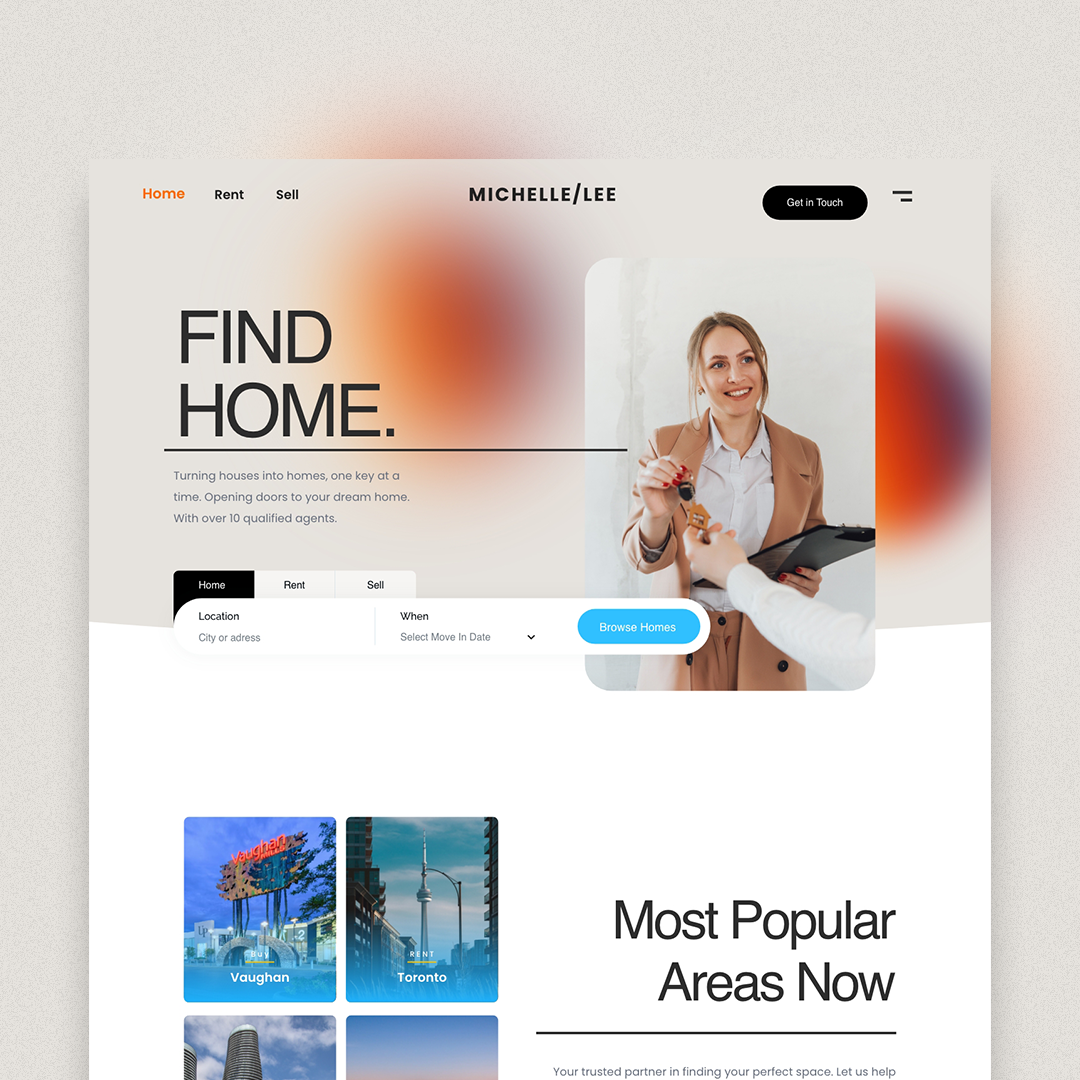 Home Rent Sell MICHELLE/LEE Get in Touch
FIND
HOME.
Turning houses into homes, one key at a
time. Opening doors to your dream home.
With over 10 qualified agents.
Home Rent Sell
Location When
City or adress Select Move In Date
Browse Homes
Vaughan
MILLS
2
Buy
Vaughan
RENT
Toronto
Most Popular
Areas Now
Your trusted partner in finding your perfect space. Let us help